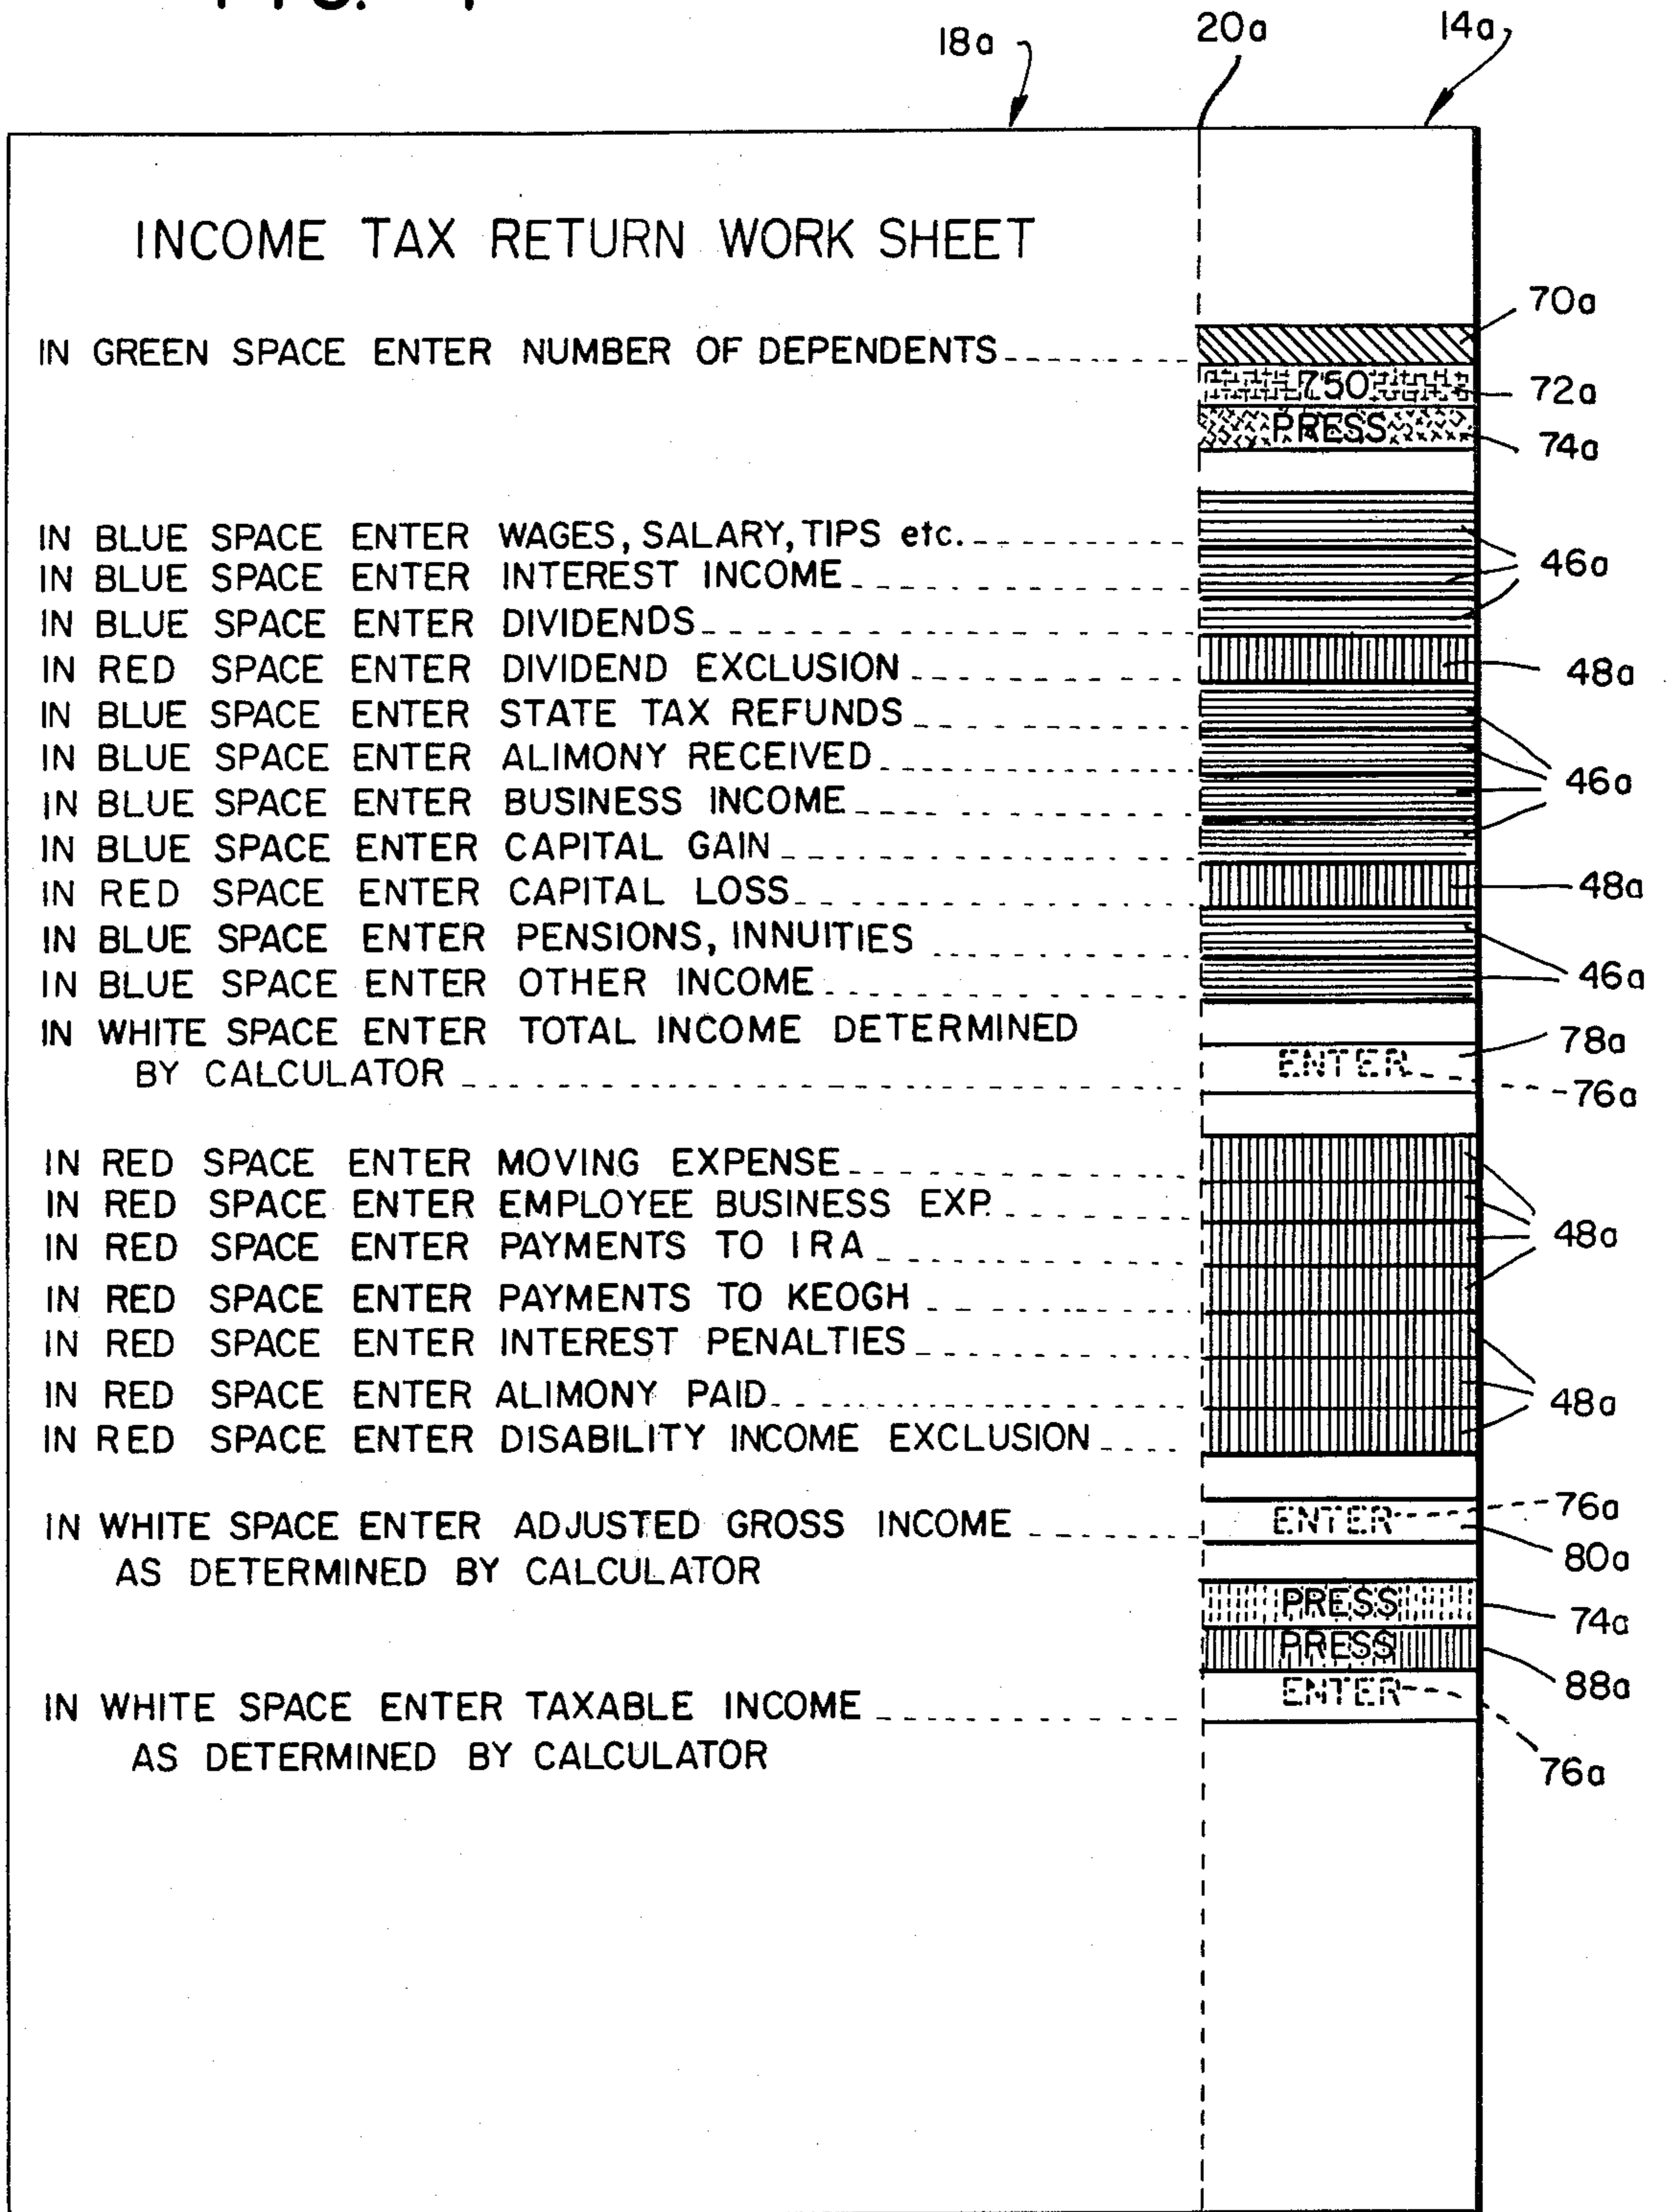 FIG. 4
18a 20a 14a
INCOME TAX RETURN WORK SHEET
70a
IN GREEN SPACE ENTER NUMBER OF DEPENDENTS
750 72a
PRESS 74a
IN BLUE SPACE ENTER WAGES, SALARY, TIPS etc.
IN BLUE SPACE ENTER INTEREST INCOME 46a
IN BLUE SPACE ENTER DIVIDENDS
IN RED SPACE ENTER DIVIDEND EXCLUSION 48a
IN BLUE SPACE ENTER STATE TAX REFUNDS
IN BLUE SPACE ENTER ALIMONY RECEIVED 46a
IN BLUE SPACE ENTER BUSINESS INCOME
IN BLUE SPACE ENTER CAPITAL GAIN
IN RED SPACE ENTER CAPITAL LOSS 48a
IN BLUE SPACE ENTER PENSIONS, INNUITIES
IN BLUE SPACE ENTER OTHER INCOME 46a
IN WHITE SPACE ENTER TOTAL INCOME DETERMINED 78a
BY CALCULATOR ENTER 76a
IN RED SPACE ENTER MOVING EXPENSE
IN RED SPACE ENTER EMPLOYEE BUSINESS EXP.
IN RED SPACE ENTER PAYMENTS TO IRA 48a
IN RED SPACE ENTER PAYMENTS TO KEOGH
IN RED SPACE ENTER INTEREST PENALTIES
IN RED SPACE ENTER ALIMONY PAID 48a
IN RED SPACE ENTER DISABILITY INCOME EXCLUSION
IN WHITE SPACE ENTER ADJUSTED GROSS INCOME ENTER 76a
AS DETERMINED BY CALCULATOR 80a
PRESS 74a
PRESS 88a
IN WHITE SPACE ENTER TAXABLE INCOME ENTER
AS DETERMINED BY CALCULATOR 76a